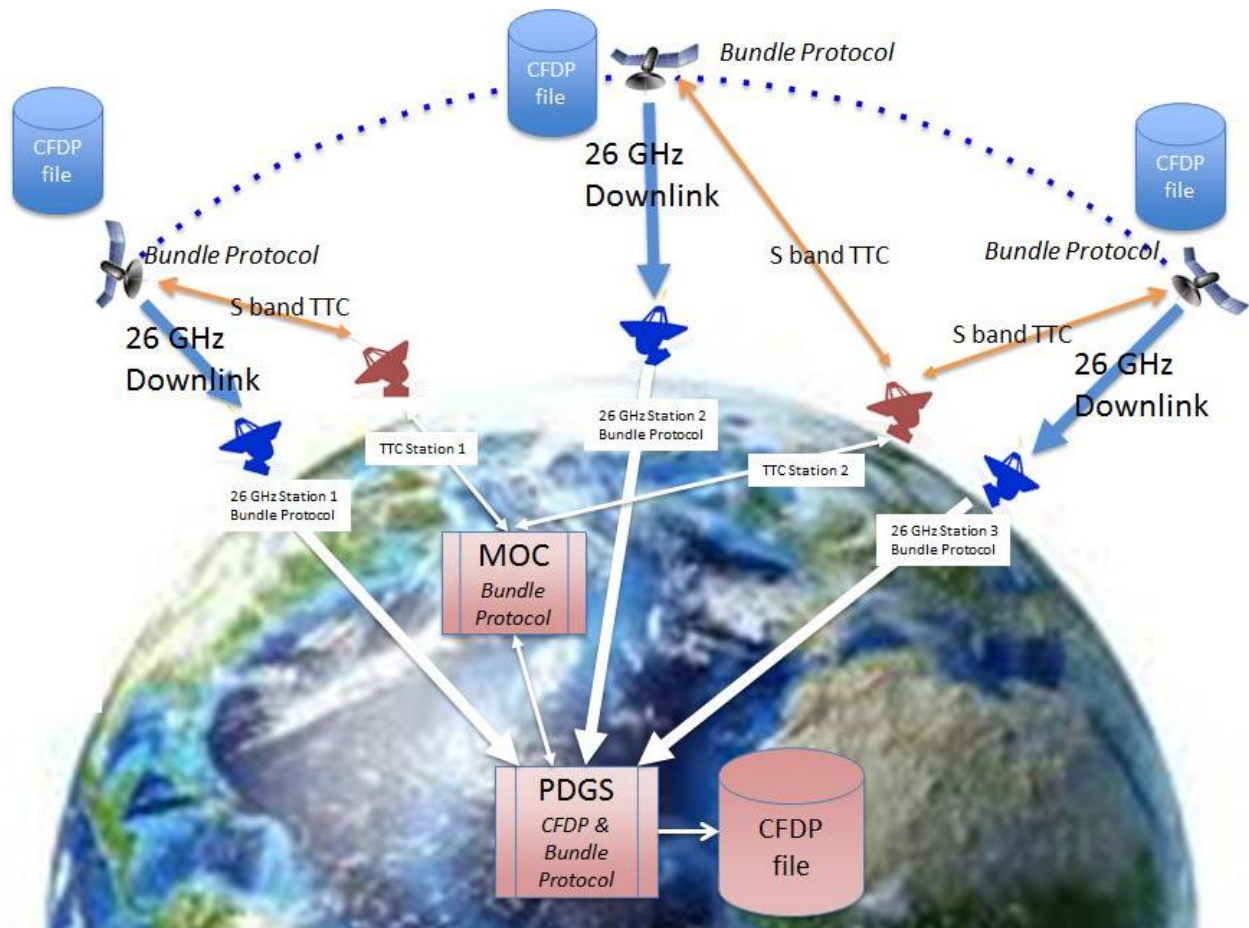 CFDP
file
Bundle Protocol
CFDP
file
CFDP
file
26 GHz
Downlink
Bundle Protocol
S band TTC
Bundle Protocol
S band TTC
S band TTC
26 GHz
Downlink
26 GHz
Downlink
26 GHz Station 2
Bundle Protocol
TTC Station 1
TTC Station 2
26 GHz Station 1
Bundle Protocol
26 GHz Station 3
Bundle Protocol
MOC
Bundle
Protocol
PDGS
CFDP &
Bundle
Protocol
CFDP
file